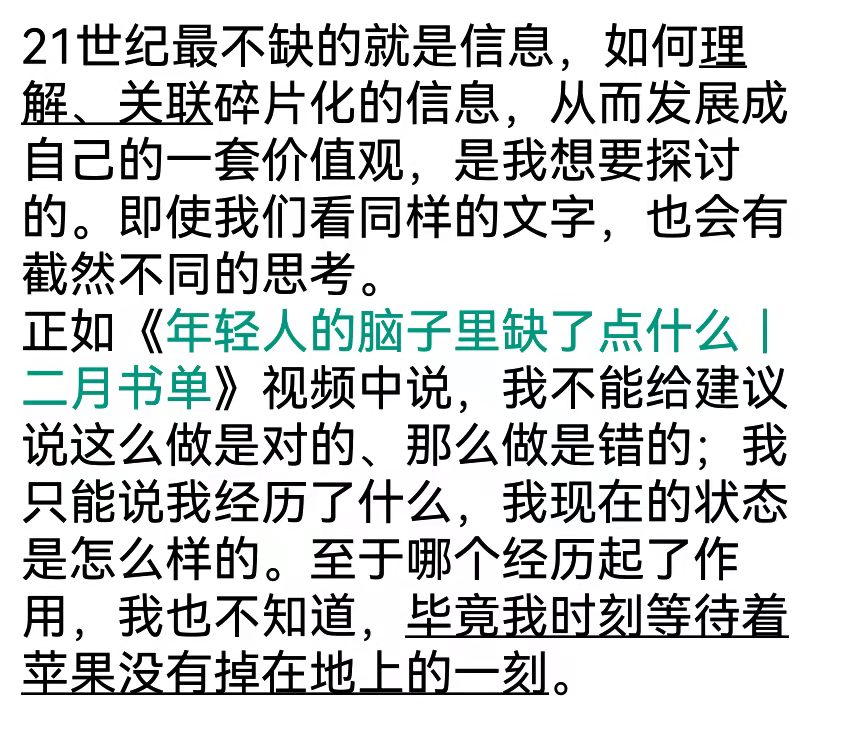 21世纪最不缺的就是信息，如何理
解、关联碎片化的信息，从而发展成
自己的一套价值观，是我想要探讨
的。即使我们看同样的文字，也会有
截然不同的思考。
正如《年轻人的脑子里缺了点什么｜
二月书单》视频中说，我不能给建议
说这么做是对的、那么做是错的；我
只能说我经历了什么，我现在的状态
是怎么样的。至于哪个经历起了作
用，我也不知道，毕竟我时刻等待着
苹果没有掉在地上的一刻。